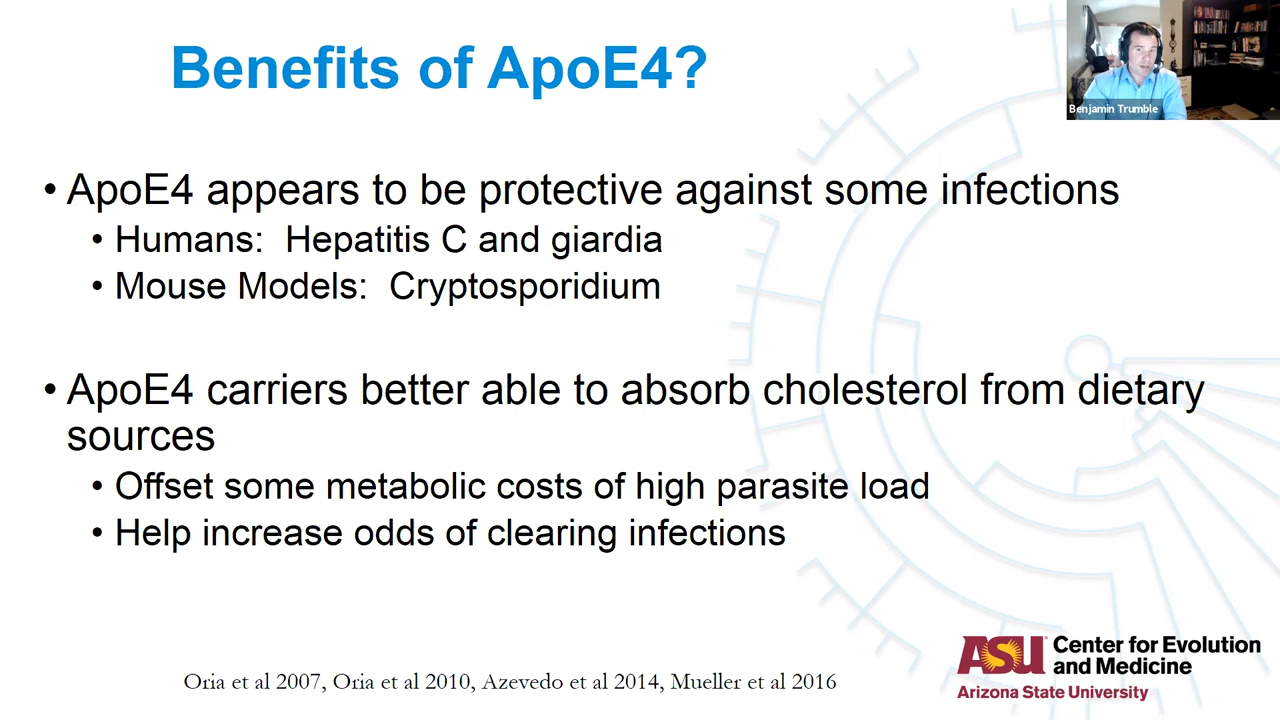 Benefits of ApoE4?
Benjamin Trumble
• ApoE4 appears to be protective against some infections
• Humans:  Hepatitis C and giardia
• Mouse Models:  Cryptosporidium
• ApoE4 carriers better able to absorb cholesterol from dietary
sources
• Offset some metabolic costs of high parasite load
• Help increase odds of clearing infections
Oria et al 2007, Oria et al 2010, Azevedo et al 2014, Mueller et al 2016
ASU Center for Evolution
and Medicine
Arizona State University